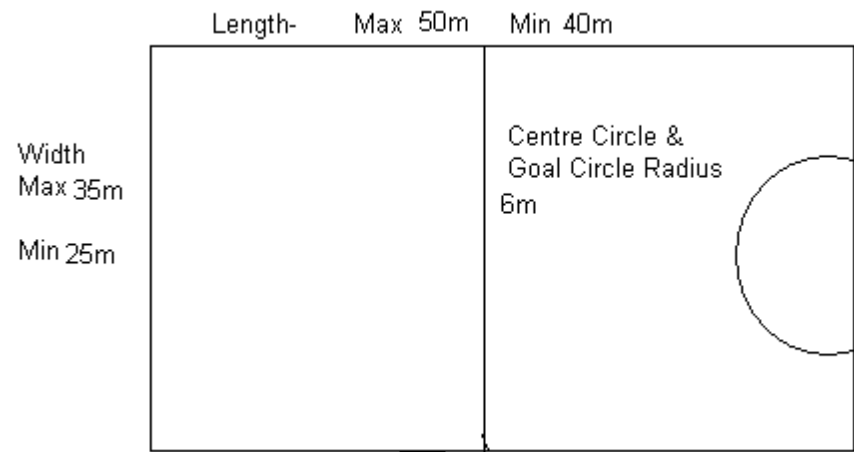 Length- Max 50m Min 40m
Width
Max 35m
Min 25m
Centre Circle &
Goal Circle Radius
6m